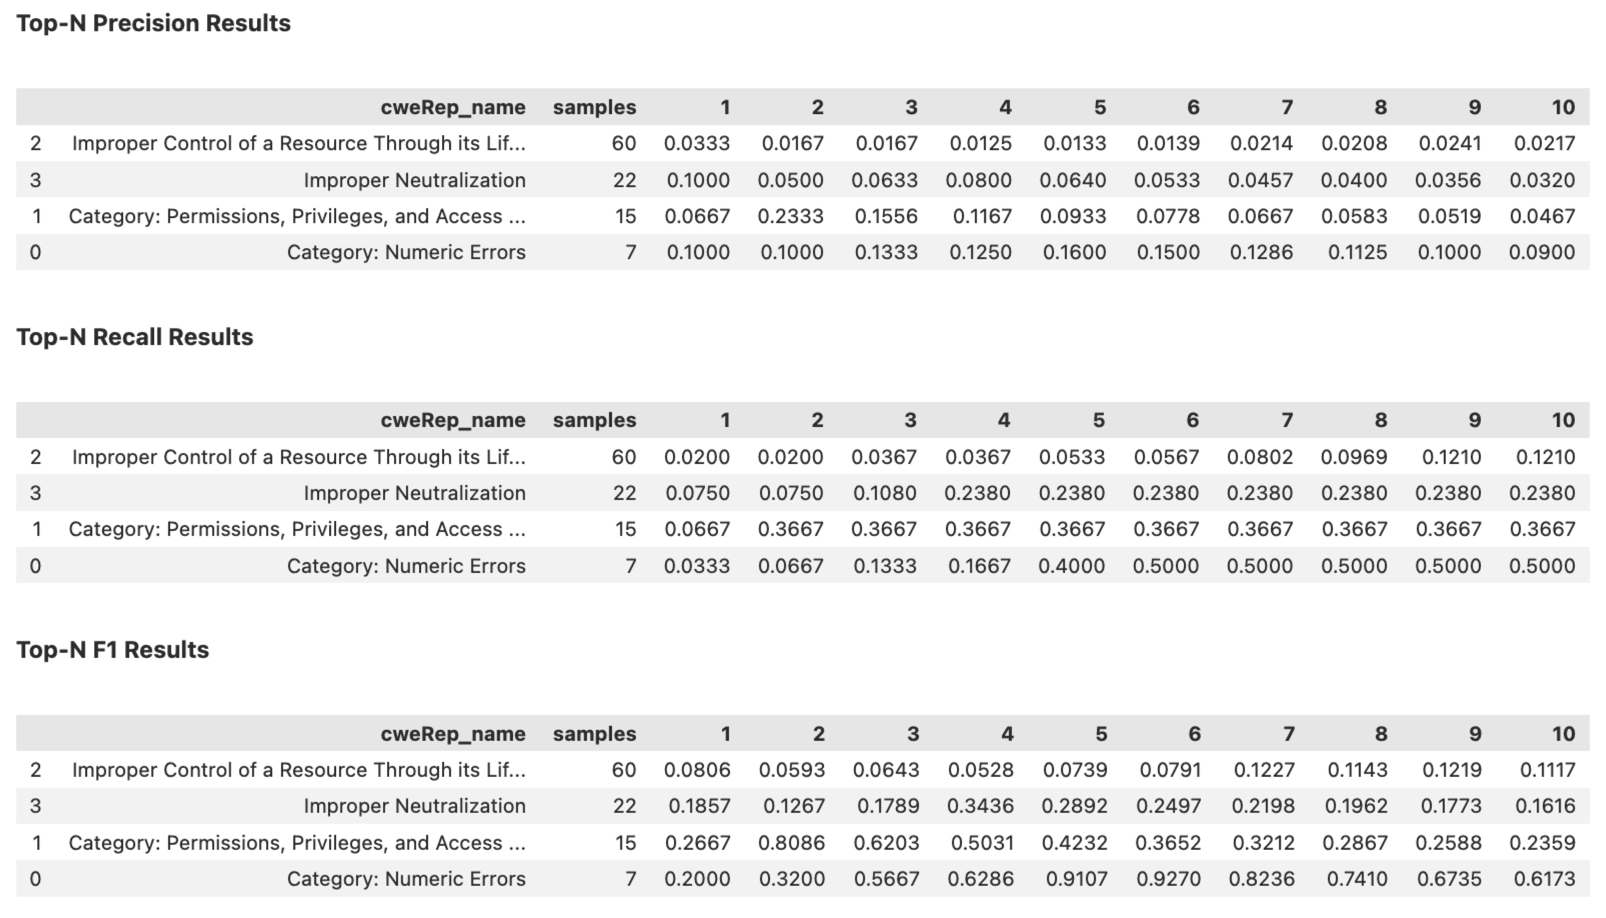 Top-N Precision Results
cweRep_name samples 1 2 3 4 5 6 7 8 9 10
2 Improper Control of a Resource Through its Lif... 60 0.0333 0.0167 0.0167 0.0125 0.0133 0.0139 0.0214 0.0208 0.0241 0.0217
3 Improper Neutralization 22 0.1000 0.0500 0.0633 0.0800 0.0640 0.0533 0.0457 0.0400 0.0356 0.0320
1 Category: Permissions, Privileges, and Access ... 15 0.0667 0.2333 0.1556 0.1167 0.0933 0.0778 0.0667 0.0583 0.0519 0.0467
0 Category: Numeric Errors 7 0.1000 0.1000 0.1333 0.1250 0.1600 0.1500 0.1286 0.1125 0.1000 0.0900
Top-N Recall Results
cweRep_name samples 1 2 3 4 5 6 7 8 9 10
2 Improper Control of a Resource Through its Lif... 60 0.0200 0.0200 0.0367 0.0367 0.0533 0.0567 0.0802 0.0969 0.1210 0.1210
3 Improper Neutralization 22 0.0750 0.0750 0.1080 0.2380 0.2380 0.2380 0.2380 0.2380 0.2380 0.2380
1 Category: Permissions, Privileges, and Access ... 15 0.0667 0.3667 0.3667 0.3667 0.3667 0.3667 0.3667 0.3667 0.3667 0.3667
0 Category: Numeric Errors 7 0.0333 0.0667 0.1333 0.1667 0.4000 0.5000 0.5000 0.5000 0.5000 0.5000
Top-N F1 Results
cweRep_name samples 1 2 3 4 5 6 7 8 9 10
2 Improper Control of a Resource Through its Lif... 60 0.0806 0.0593 0.0643 0.0528 0.0739 0.0791 0.1227 0.1143 0.1219 0.1117
3 Improper Neutralization 22 0.1857 0.1267 0.1789 0.3436 0.2892 0.2497 0.2198 0.1962 0.1773 0.1616
1 Category: Permissions, Privileges, and Access ... 15 0.2667 0.8086 0.6203 0.5031 0.4232 0.3652 0.3212 0.2867 0.2588 0.2359
0 Category: Numeric Errors 7 0.2000 0.3200 0.5667 0.6286 0.9107 0.9270 0.8236 0.7410 0.6735 0.6173